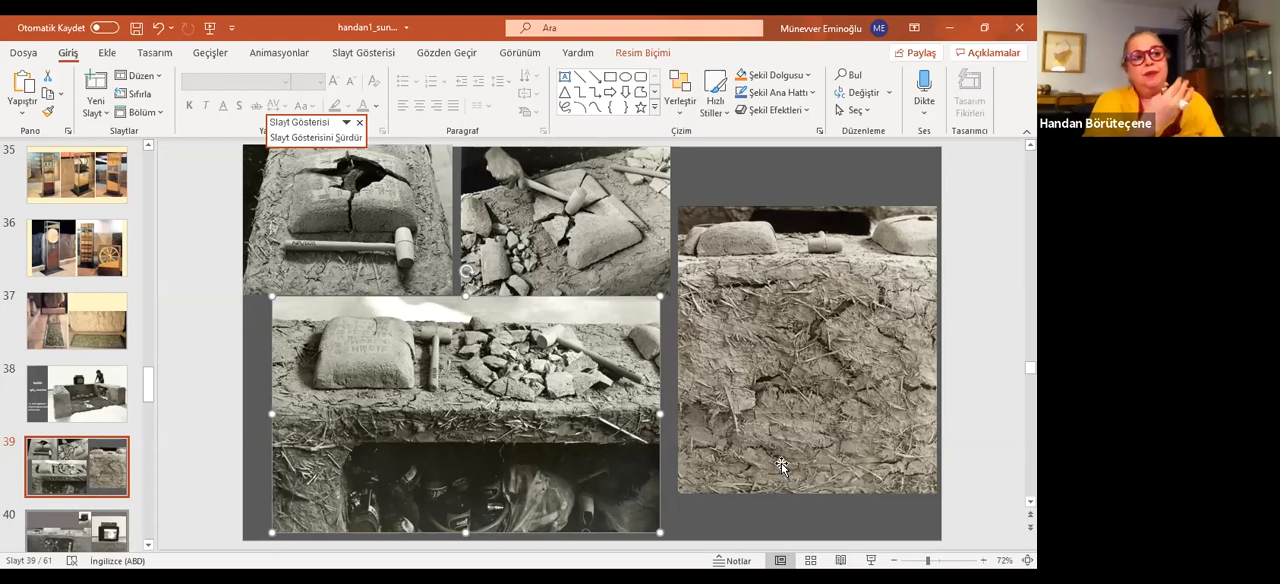 Otomatik Kaydet
handan1_sun...
Ara
Münevver Eminoğlu
ME
Dosya
Giriş
Ekle
Tasarım
Geçişler
Animasyonlar
Slayt Gösterisi
Gözden Geçir
Görünüm
Yardım
Resim Biçimi
Paylaş
Açıklamalar
Yapıştır
Yeni
Slayt
Düzen
Sıfırla
Bölüm
K T A S ab AV Aa A
Yerleştir
Hızlı
Stiller
Şekil Dolgusu
Şekil Ana Hattı
Şekil Efektleri
Bul
Değiştir
Seç
Dikte
Tasarım
Fikirleri
Pano
Slaytlar
Paragraf
Çizim
Düzenleme
Ses
Tasarımcı
Slayt Gösterisi
Slayt Gösterisini Sürdür
Handan Börüteçene
35
36
37
38
39
40
Slayt 39 / 61
İngilizce (ABD)
Notlar
72%